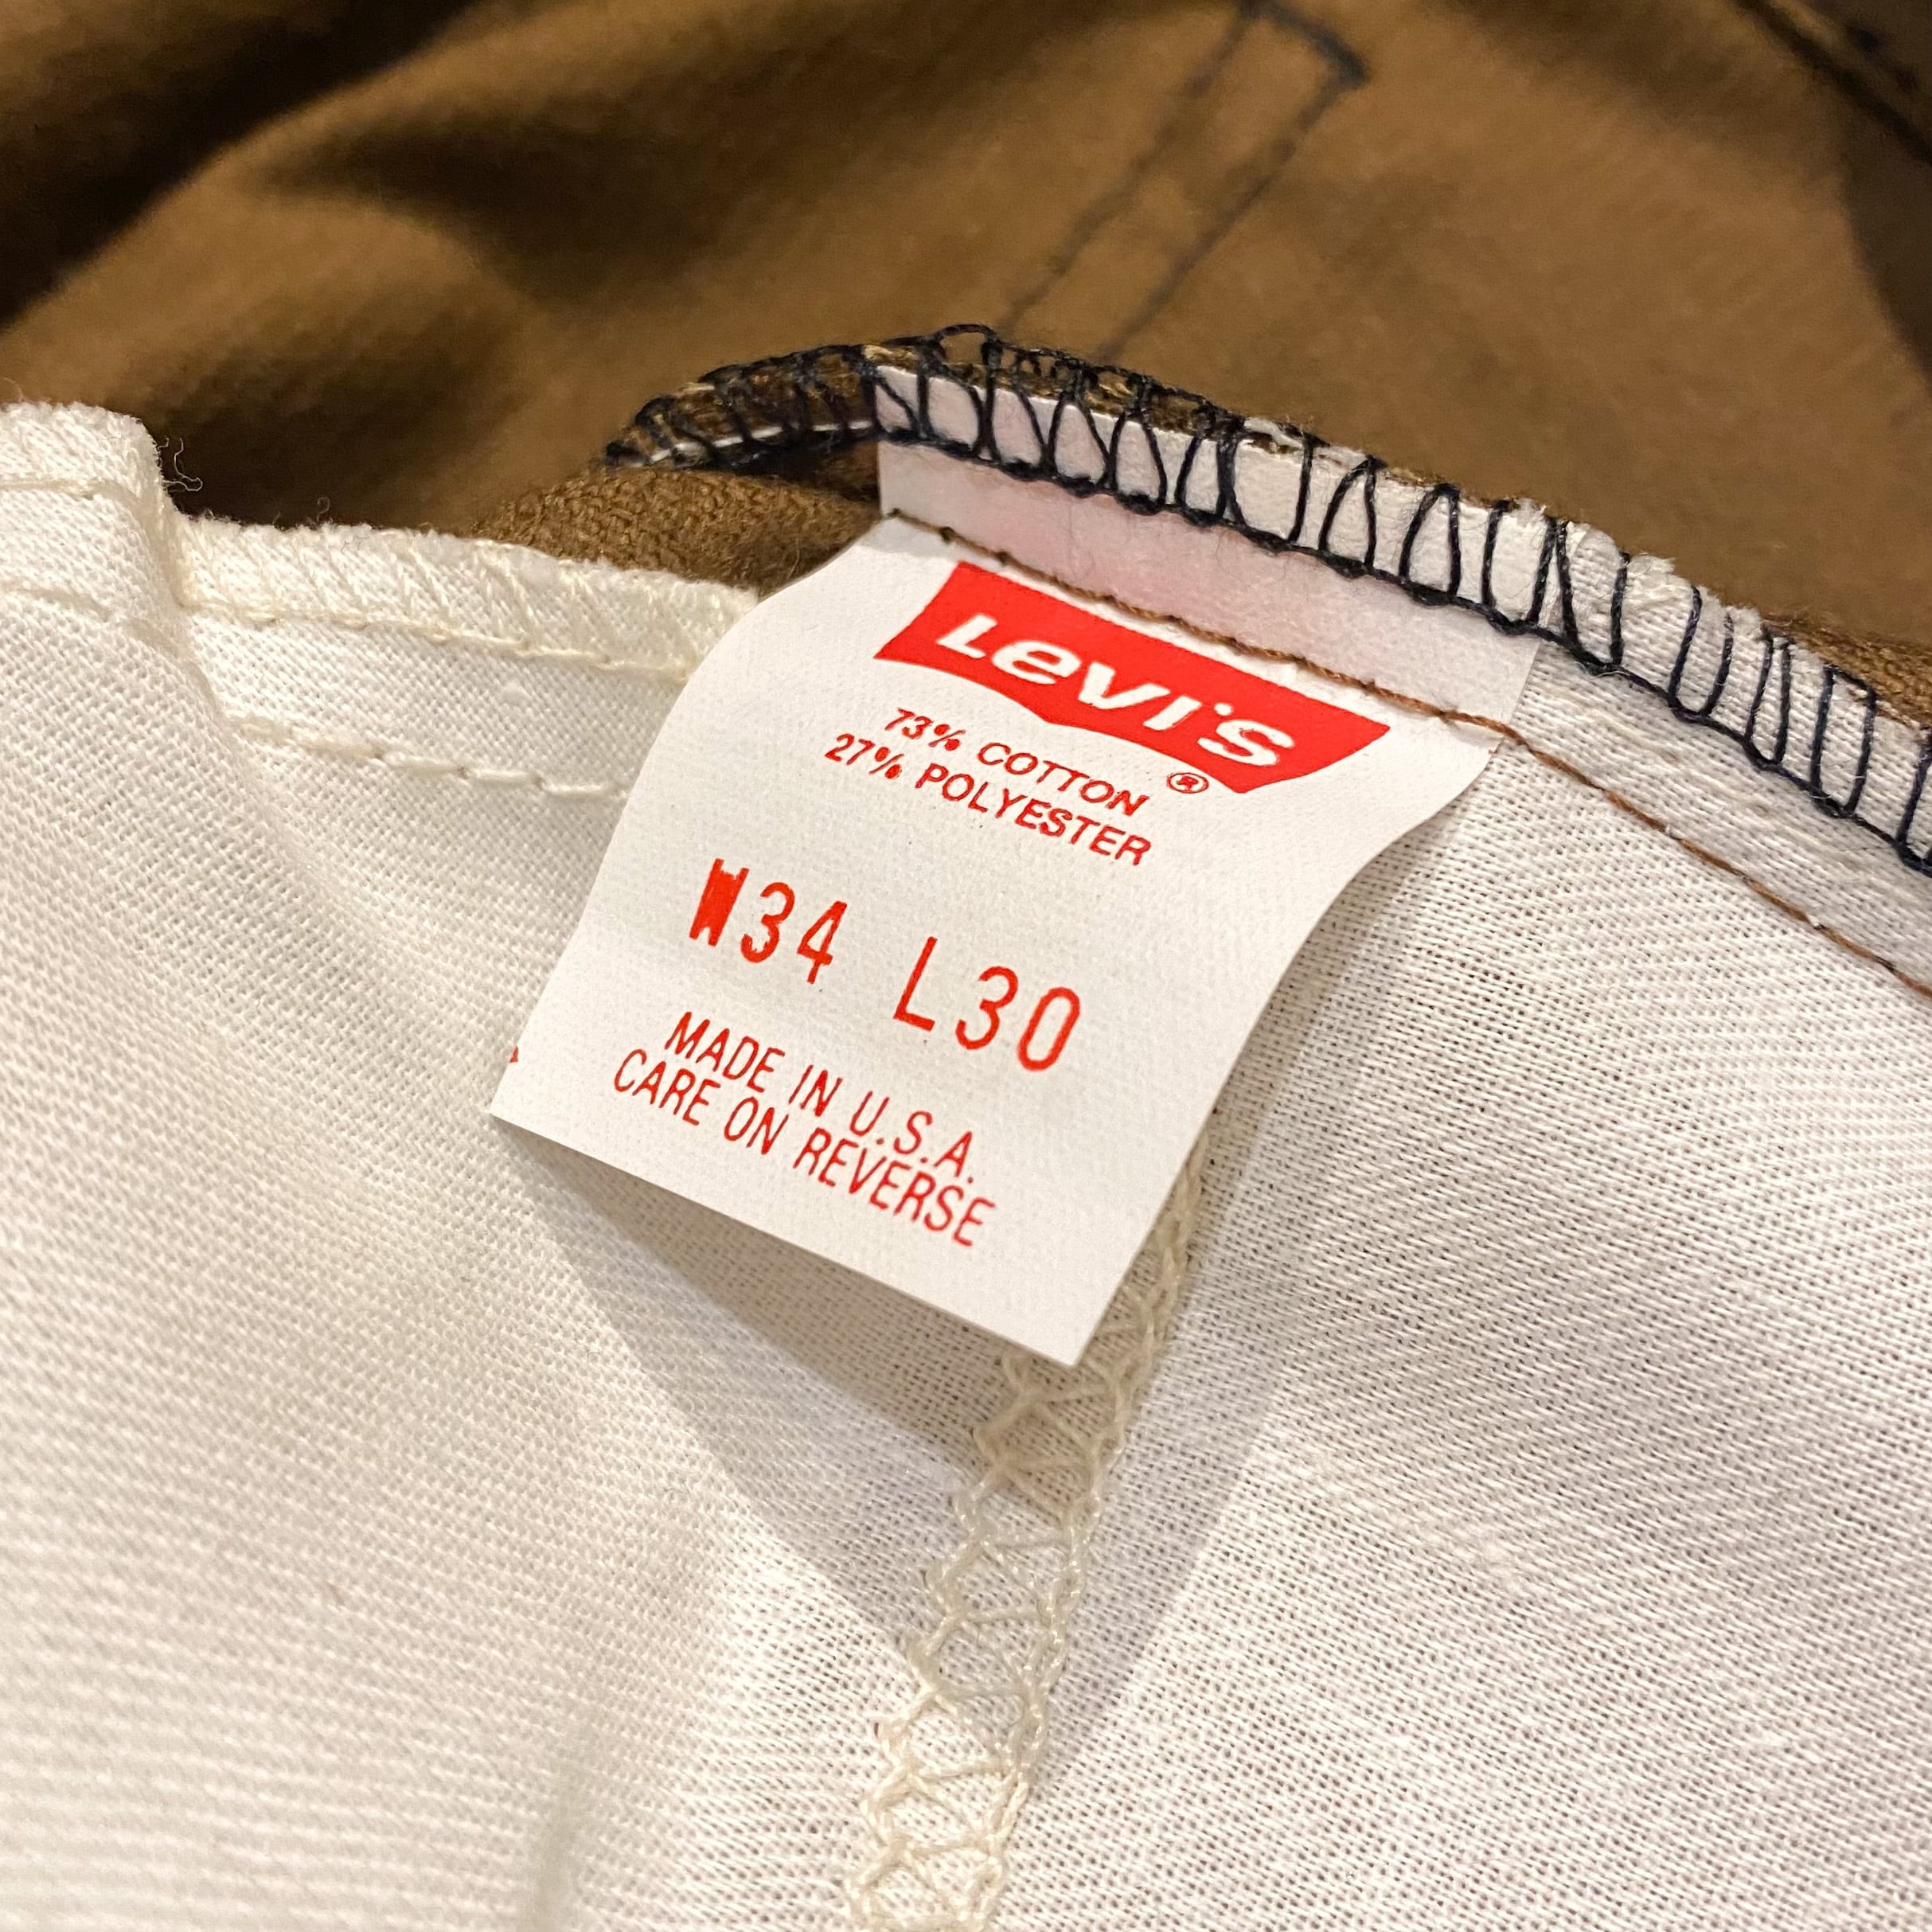 Levi's
®
73% COTTON
27% POLYESTER
W34 L30
MADE IN U.S.A.
CARE ON REVERSE